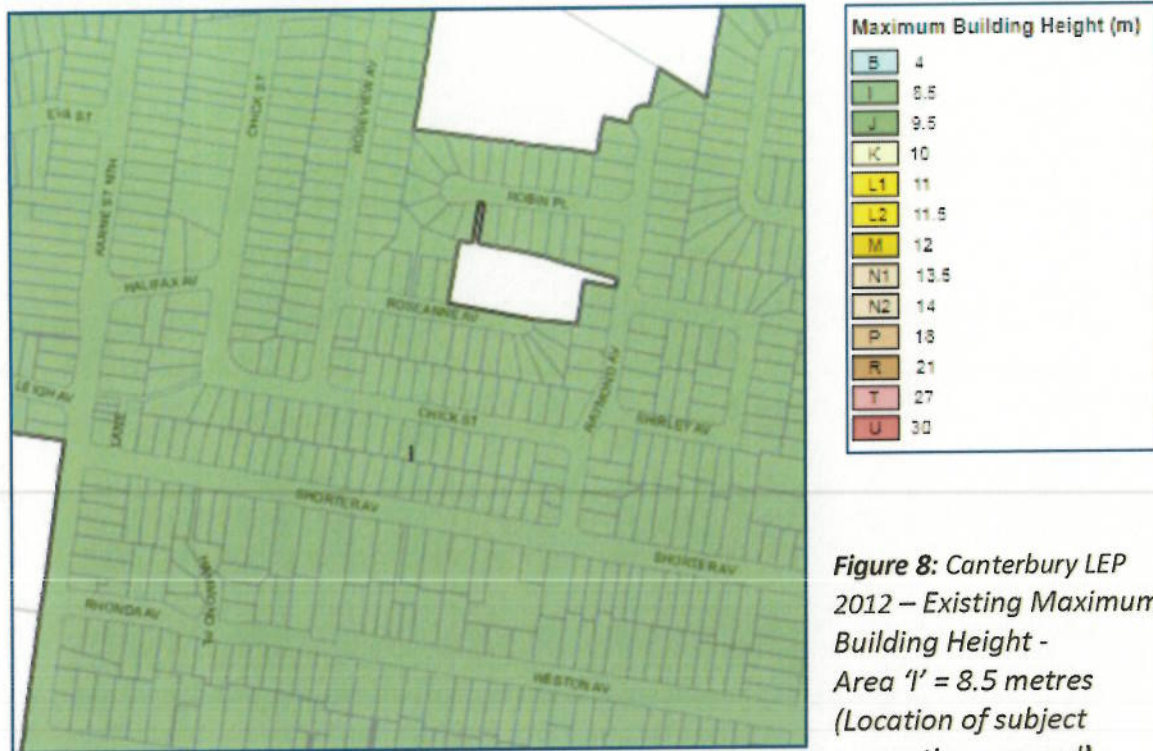 EVA ST
KARNE ST NTH
CHICK ST
ROSEVIEW AV
ROBIN PL
HALIFAX AV
ROSEANNE AV
LEIGH AV
LANE
CHICK ST
RAYMOND AV
SHIRLEY AV
I
SHORTER AV
SHORTER AV
RHONDA AV
PL
WESTON AV
Maximum Building Height (m)
B 4
I 8.5
J 9.5
K 10
L1 11
L2 11.5
M 12
N1 13.5
N2 14
P 18
R 21
T 27
U 30
Figure 8: Canterbury LEP
2012 – Existing Maximum
Building Height -
Area ‘I’ = 8.5 metres
(Location of subject